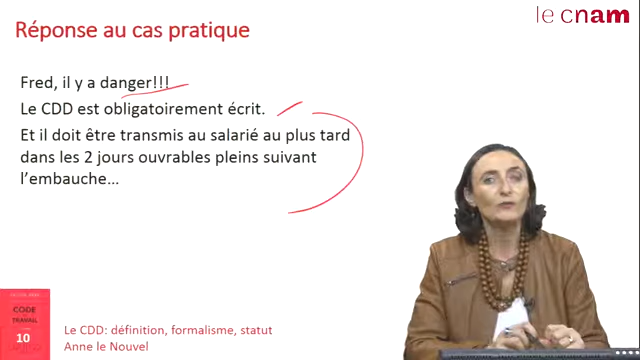 le cnam
Réponse au cas pratique
Fred, il y a danger!!!
Le CDD est obligatoirement écrit.
Et il doit être transmis au salarié au plus tard
dans les 2 jours ouvrables pleins suivant
l'embauche...
CODE
TRAVAIL
10
Le CDD: définition, formalisme, statut
Anne le Nouvel